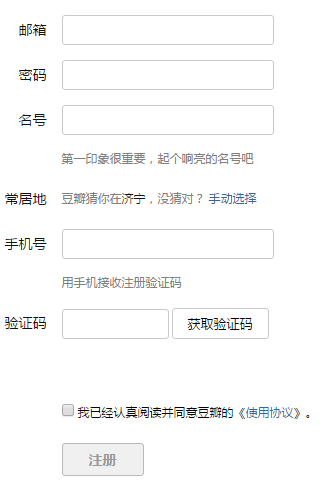 邮箱
密码
名号
第一印象很重要，起个响亮的名号吧
常居地 豆瓣猜你在济宁，没猜对？ 手动选择
手机号
用手机接收注册验证码
验证码 获取验证码
我已经认真阅读并同意豆瓣的《使用协议》。
注册